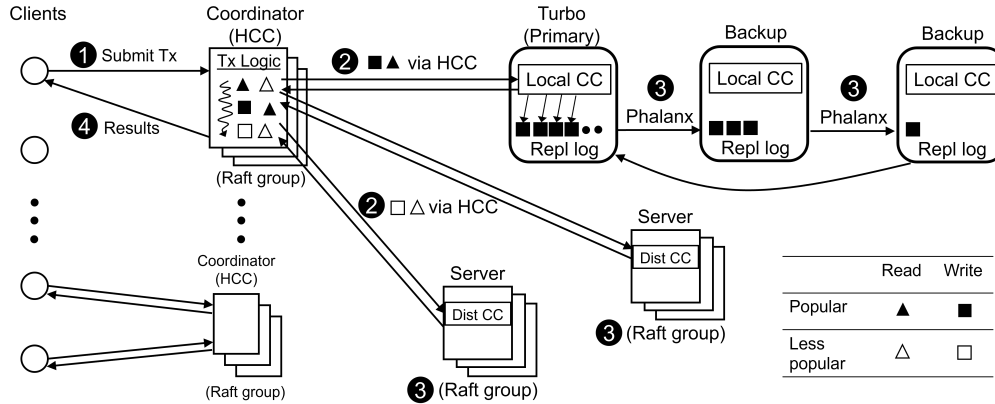 Clients
Coordinator
(HCC)
Turbo
(Primary)
Backup
Backup
1 Submit Tx
Tx Logic
2 via HCC
Local CC
Local CC
Local CC
3
Phalanx
3
Phalanx
4 Results
Repl log
Repl log
Repl log
(Raft group)
2 via HCC
Server
Dist CC
3 (Raft group)
Coordinator
(HCC)
(Raft group)
Server
Dist CC
3 (Raft group)
Read Write
Popular
Less
popular